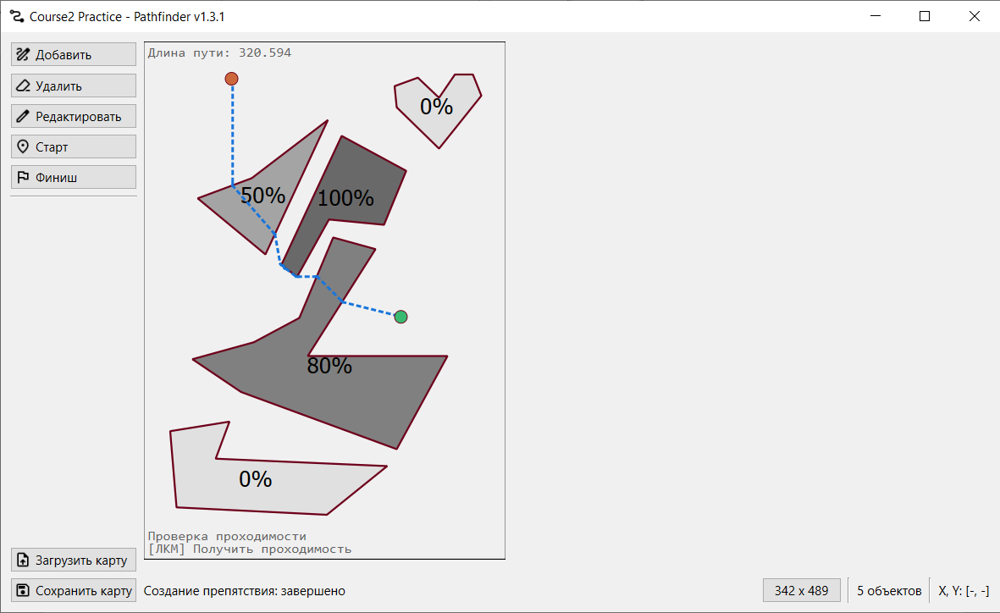 Course2 Practice - Pathfinder v1.3.1
Добавить
Удалить
Редактировать
Старт
Финиш
Длина пути: 320.594
0%
50%
100%
80%
0%
Проверка проходимости
[ЛКМ] Получить проходимость
Загрузить карту
Сохранить карту
Создание препятствия: завершено
342 x 489
5 объектов
X, Y: [-, -]